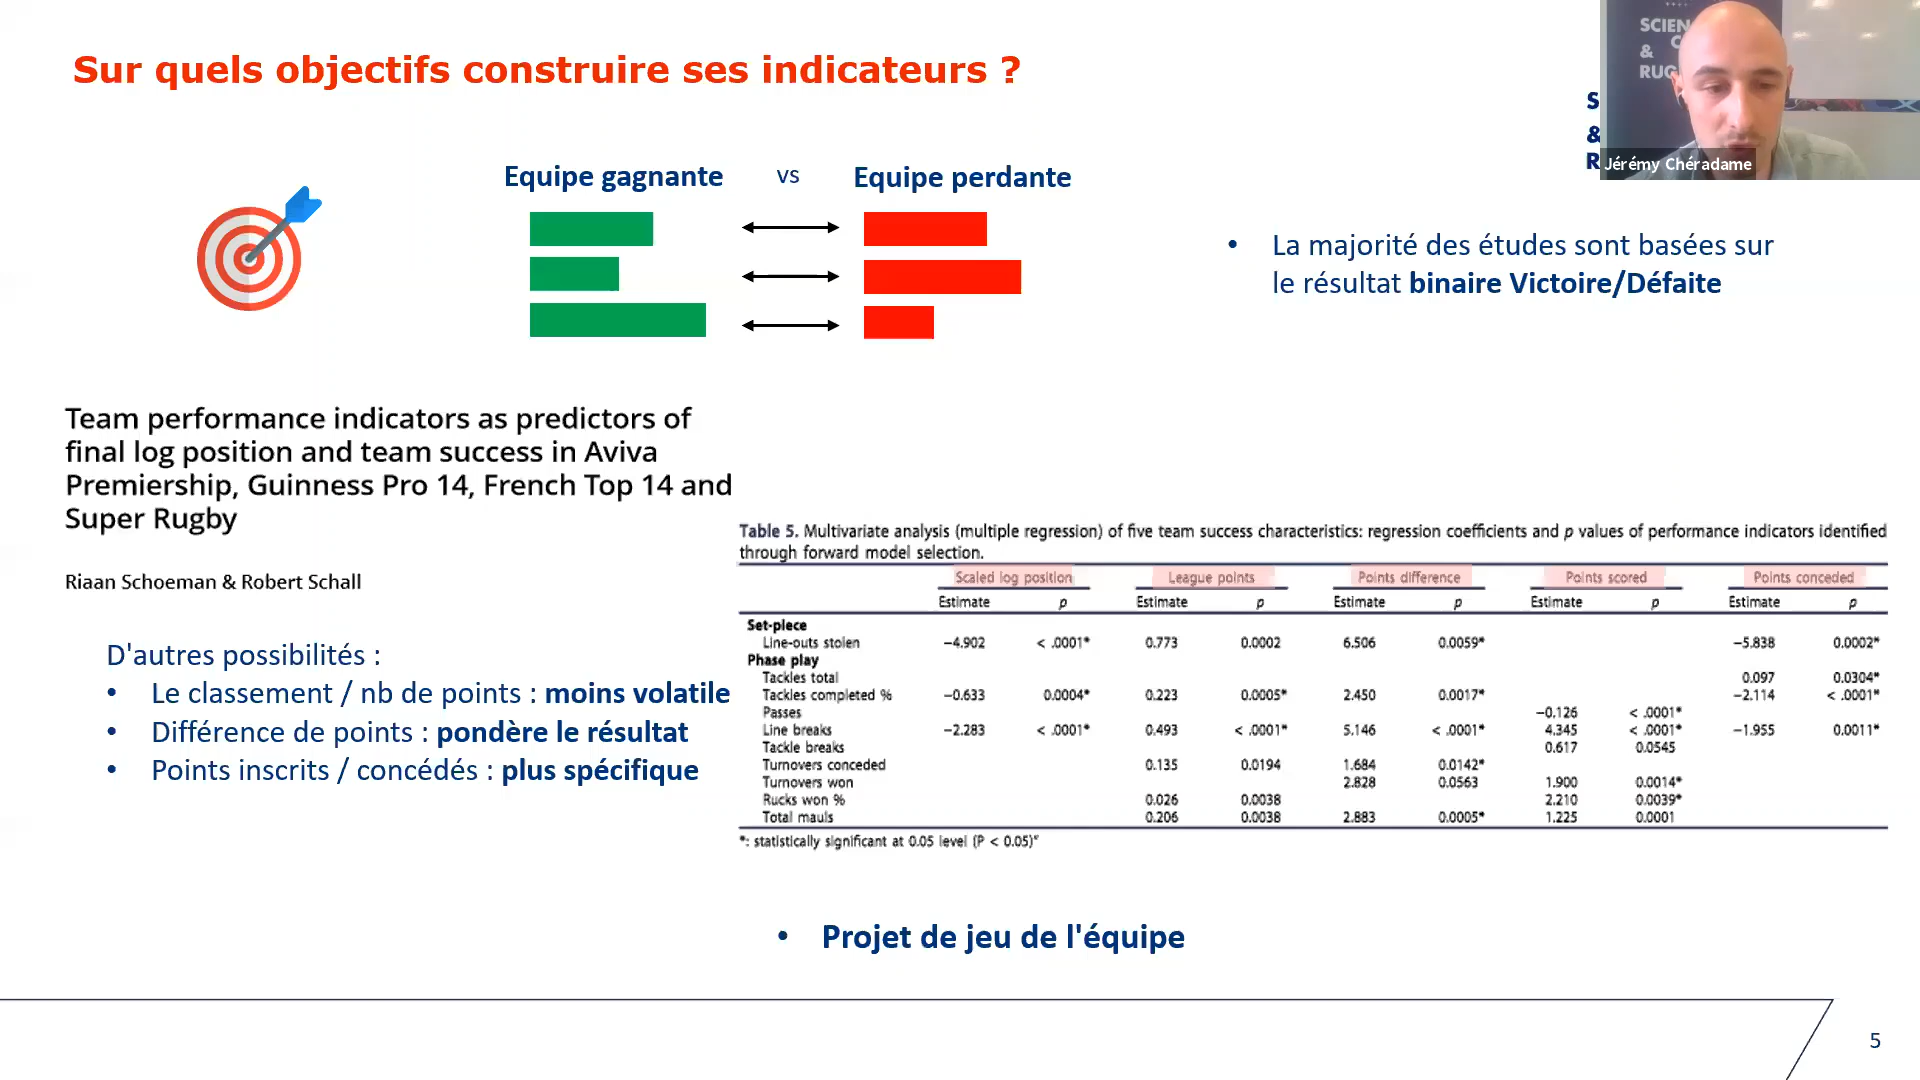 Sur quels objectifs construire ses indicateurs ?
SCIEN
&
RUG
S
&
R
Jérémy Chéradame
Equipe gagnante vs Equipe perdante
• La majorité des études sont basées sur
le résultat binaire Victoire/Défaite
Team performance indicators as predictors of
final log position and team success in Aviva
Premiership, Guinness Pro 14, French Top 14 and
Super Rugby
Riaan Schoeman & Robert Schall
D'autres possibilités :
• Le classement / nb de points : moins volatile
• Différence de points : pondère le résultat
• Points inscrits / concédés : plus spécifique
Table 5. Multivariate analysis (multiple regression) of five team success characteristics: regression coefficients and p values of performance indicators identified
through forward model selection.
Scaled log position League points Points difference Points scored Points conceded
Estimate p Estimate p Estimate p Estimate p Estimate p
Set-piece
Line-outs stolen −4.902 < .0001* 0.773 0.0002 6.506 0.0059* −5.838 0.0002*
Phase play
Tackles total 0.097 0.0304*
Tackles completed % −0.633 0.0004* 0.223 0.0005* 2.450 0.0017* −2.114 < .0001*
Passes −0.126 < .0001*
Line breaks −2.283 < .0001* 0.493 < .0001* 5.146 < .0001* 4.345 < .0001* −1.955 0.0011*
Tackle breaks 0.617 0.0545
Turnovers conceded 0.135 0.0194 1.684 0.0142*
Turnovers won 2.828 0.0563 1.900 0.0014*
Rucks won % 0.026 0.0038 2.210 0.0039*
Total mauls 0.206 0.0038 2.883 0.0005* 1.225 0.0001
*: statistically significant at 0.05 level (P < 0.05)"
• Projet de jeu de l'équipe
5